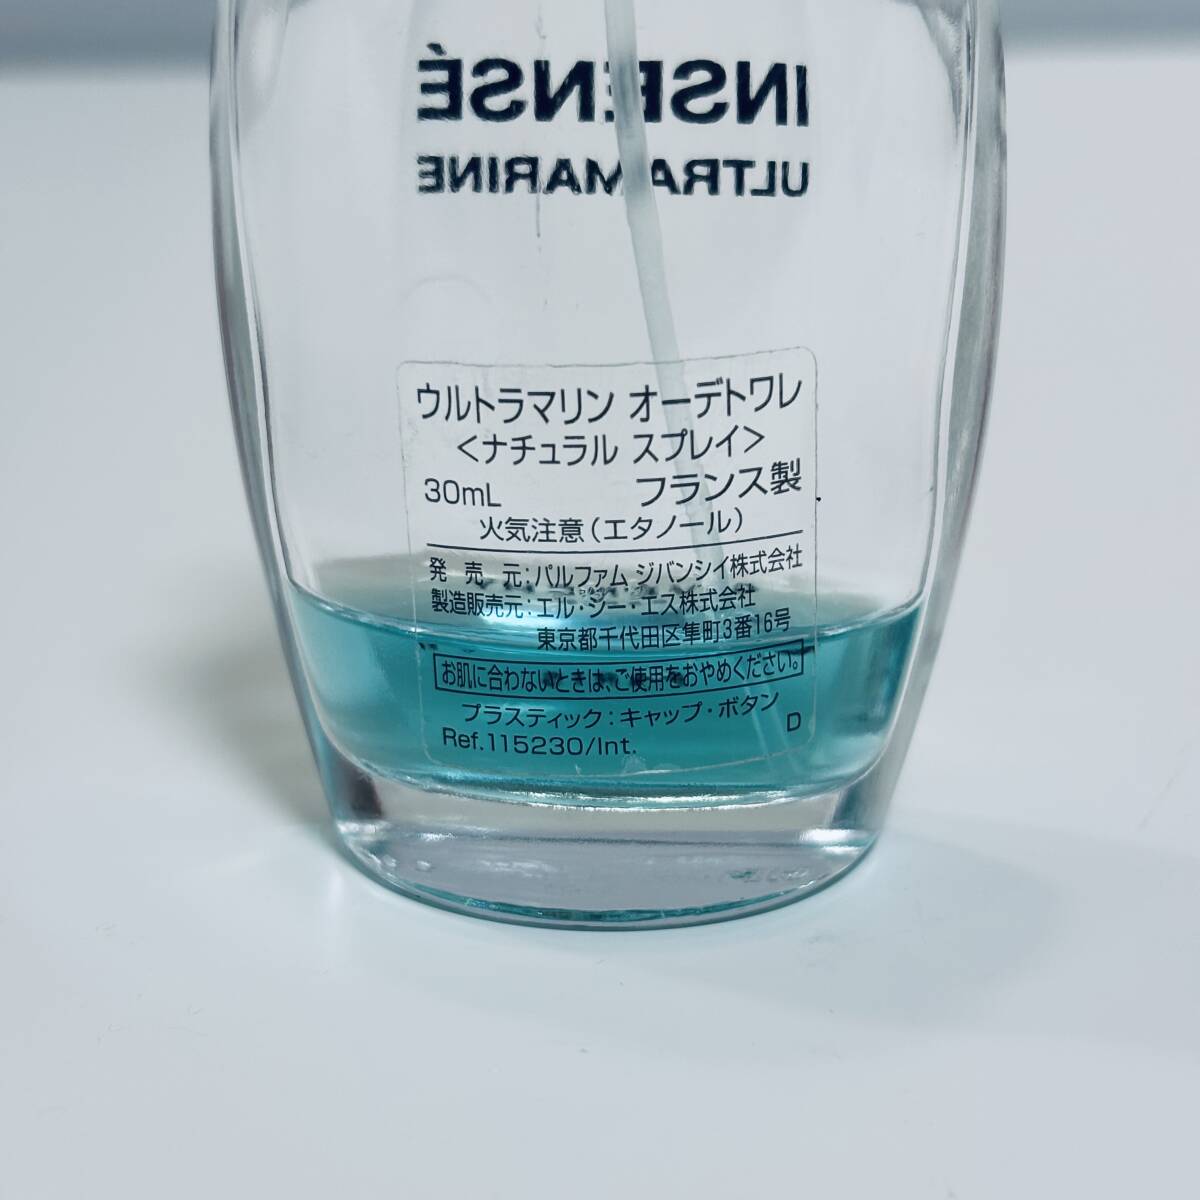 INSENSÉ
ULTRAMARINE
ウルトラマリン オーデトワレ
<ナチュラル スプレイ>
30mL フランス製
火気注意(エタノール)
発 売 元:パルファム ジバンシイ株式会社
製造販売元:エル・ジー・エス株式会社
東京都千代田区隼町3番16号
お肌に合わないときは、ご使用をおやめください。
プラスティック:キャップ・ボタン
Ref.115230/Int. D